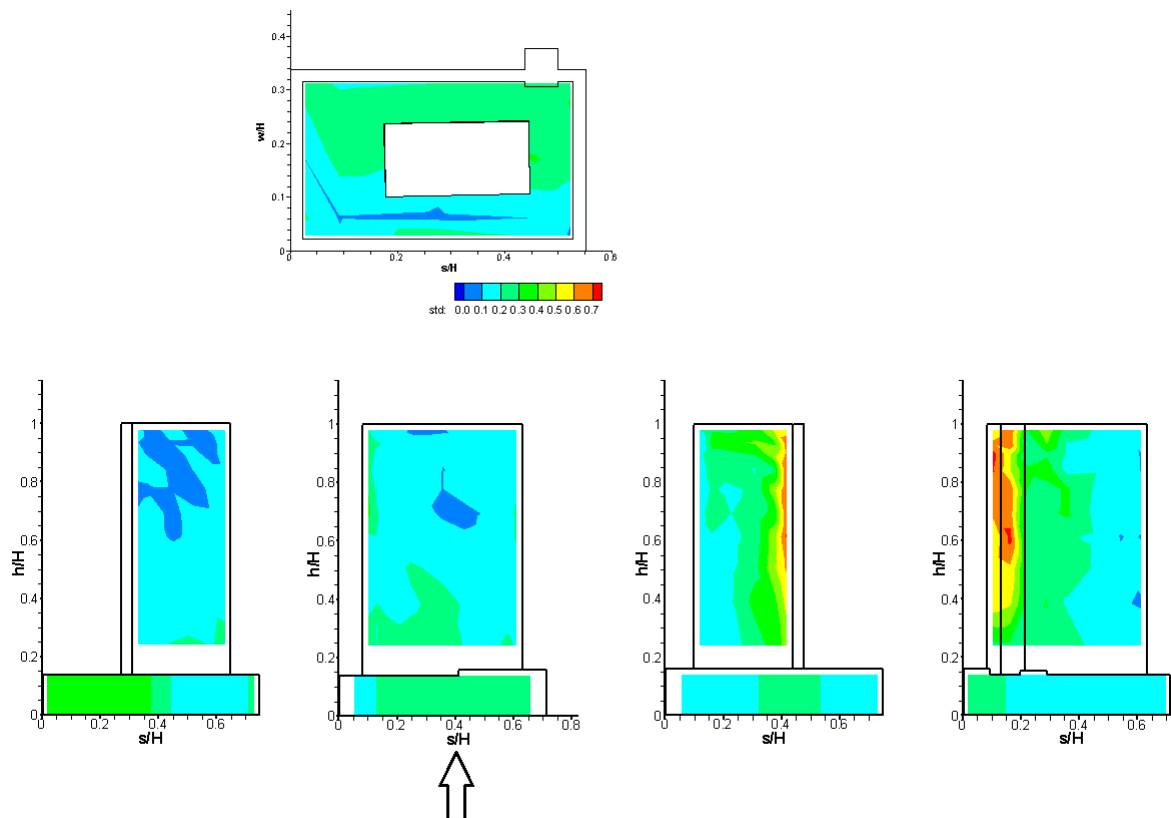 0.4
0.3
w/H
0.2
0.1
0
0 0.2 0.4 0.6
s/H
std: 0.0 0.1 0.2 0.3 0.4 0.5 0.6 0.7
1 1 1 1
0.8 0.8 0.8 0.8
h/H h/H h/H h/H
0.6 0.6 0.6 0.6
0.4 0.4 0.4 0.4
0.2 0.2 0.2 0.2
0 0 0 0
0 0.2 0.4 0.6 0 0.2 0.4 0.6 0.8 0 0.2 0.4 0.6 0 0.2 0.4 0.6
s/H s/H s/H s/H